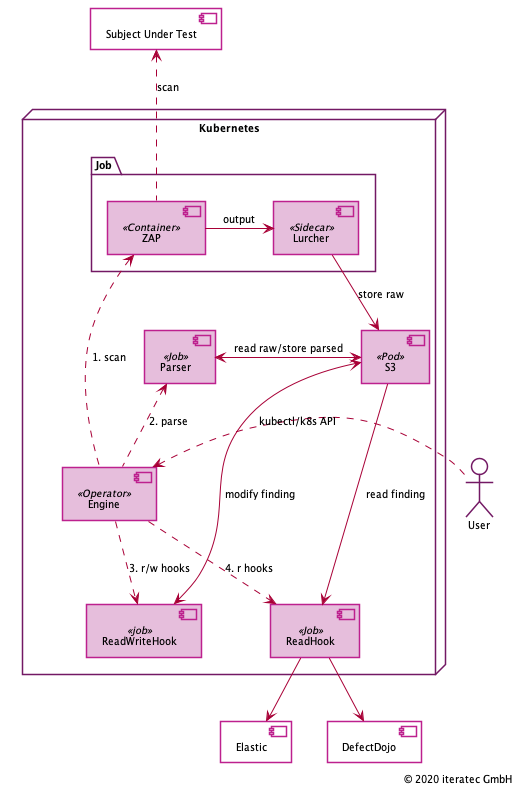 Subject Under Test
scan
Kubernetes
Job
«Container»
ZAP
output
«Sidecar»
Lurcher
store raw
«Job»
Parser
read raw/store parsed
«Pod»
S3
1. scan
2. parse
kubectl/k8s API
«Operator»
Engine
modify finding
read finding
User
3. r/w hooks
4. r hooks
«job»
ReadWriteHook
«Job»
ReadHook
Elastic
DefectDojo
© 2020 iteratec GmbH